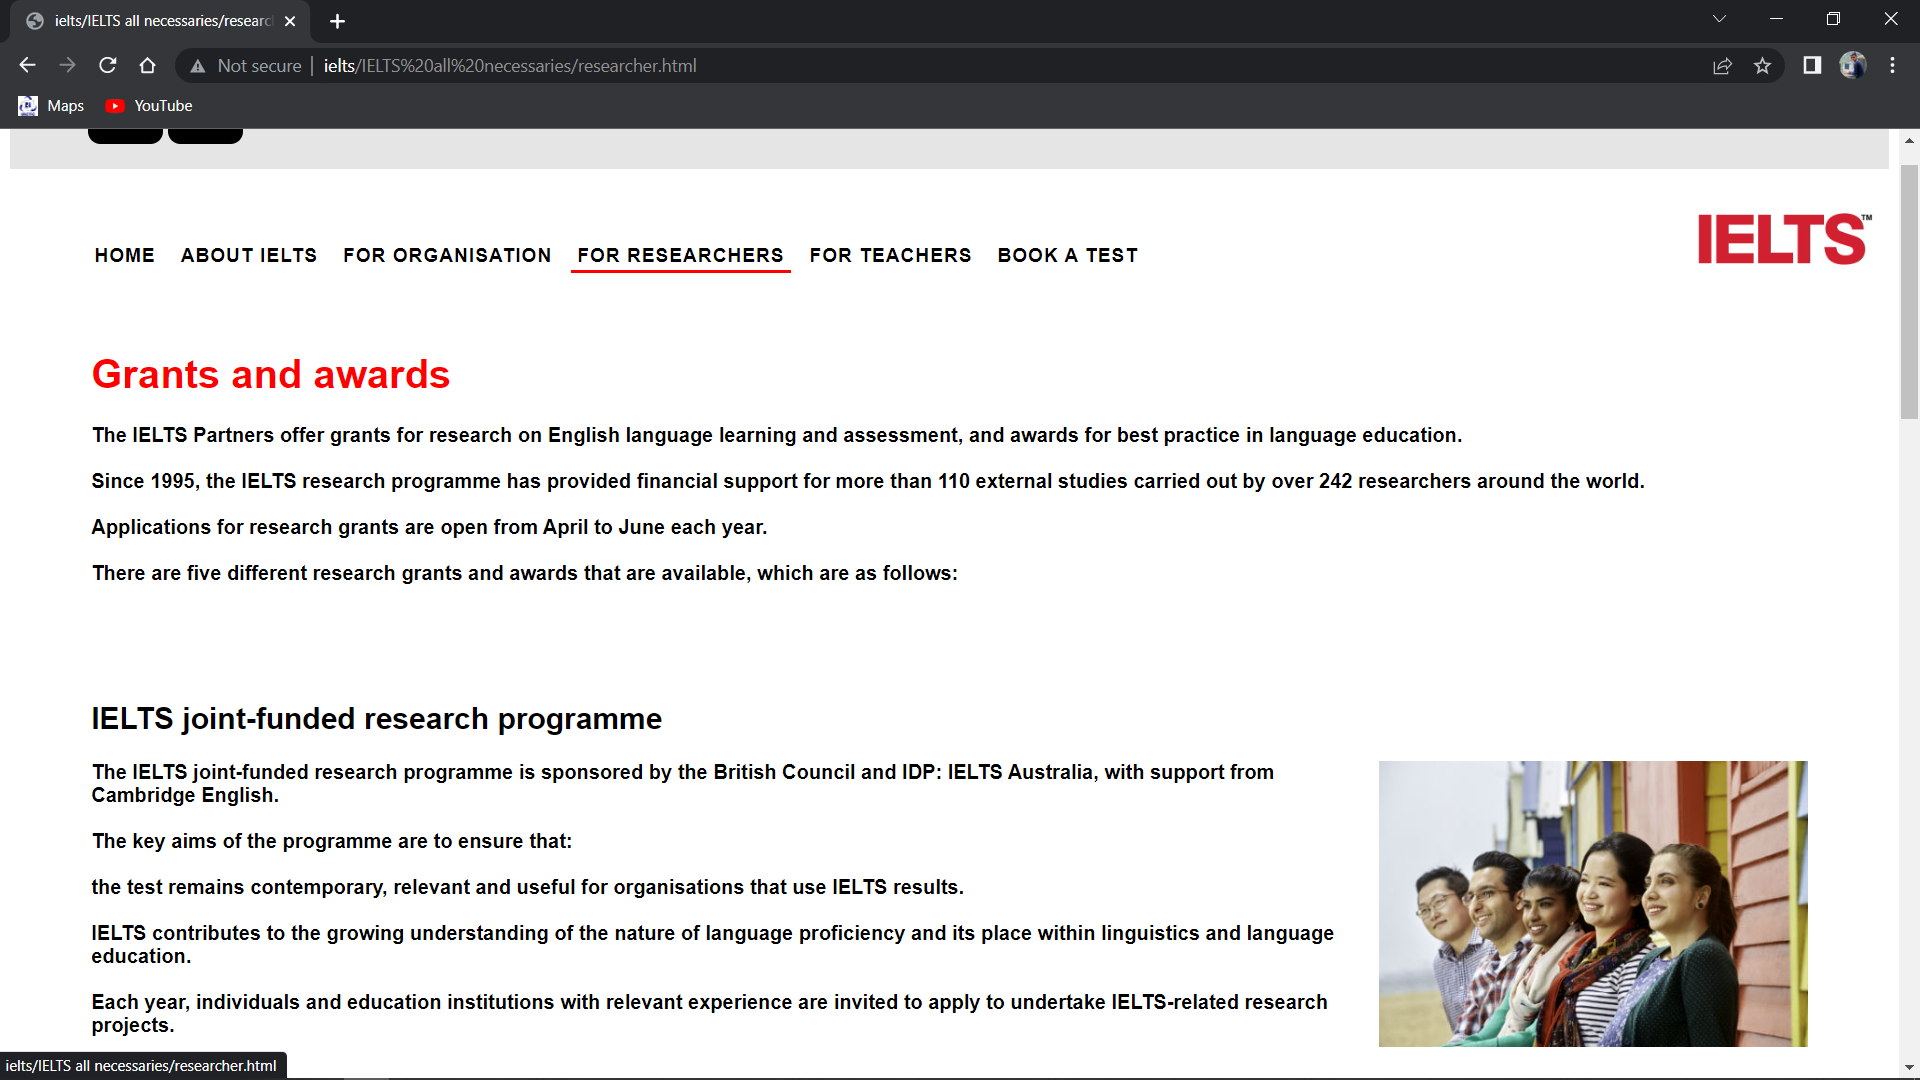 ielts/IELTS all necessaries/researc
Not secure
ielts/IELTS%20all%20necessaries/researcher.html
Maps
YouTube
HOME
ABOUT IELTS
FOR ORGANISATION
FOR RESEARCHERS
FOR TEACHERS
BOOK A TEST
IELTS™
Grants and awards
The IELTS Partners offer grants for research on English language learning and assessment, and awards for best practice in language education.
Since 1995, the IELTS research programme has provided financial support for more than 110 external studies carried out by over 242 researchers around the world.
Applications for research grants are open from April to June each year.
There are five different research grants and awards that are available, which are as follows:
IELTS joint-funded research programme
The IELTS joint-funded research programme is sponsored by the British Council and IDP: IELTS Australia, with support from
Cambridge English.
The key aims of the programme are to ensure that:
the test remains contemporary, relevant and useful for organisations that use IELTS results.
IELTS contributes to the growing understanding of the nature of language proficiency and its place within linguistics and language
education.
Each year, individuals and education institutions with relevant experience are invited to apply to undertake IELTS-related research
projects.
ielts/IELTS all necessaries/researcher.html